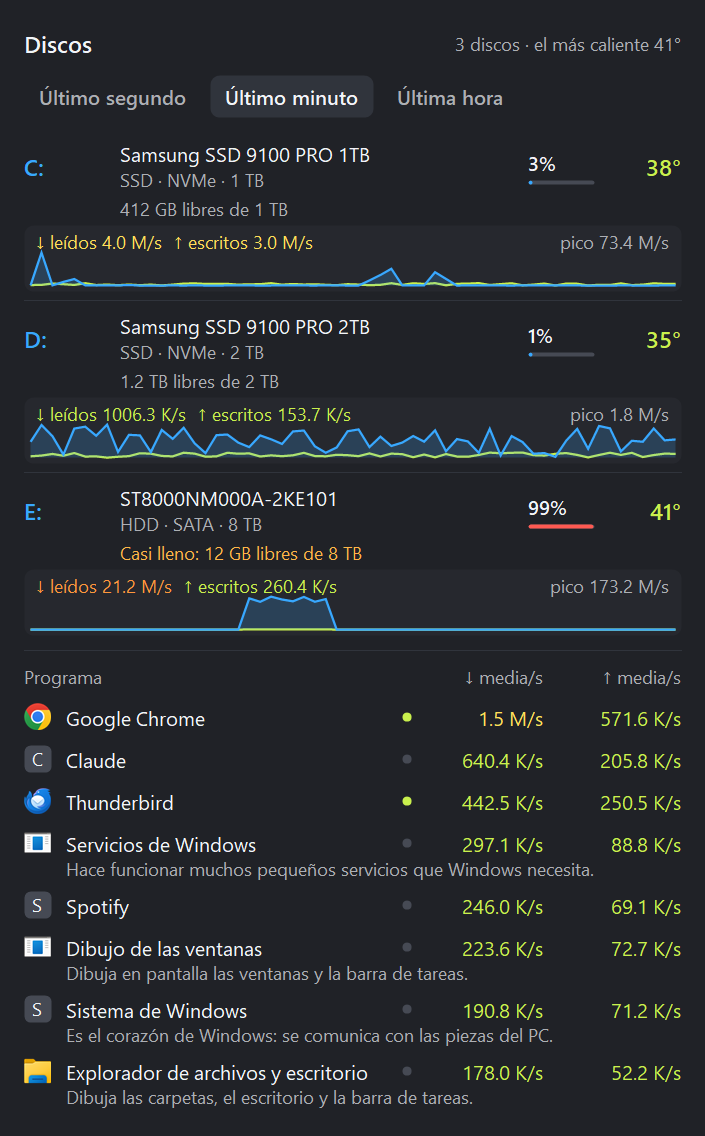 Discos
3 discos · el más caliente 41°
Último segundo
Último minuto
Última hora
C:
Samsung SSD 9100 PRO 1TB
SSD · NVMe · 1 TB
412 GB libres de 1 TB
3%
38°
↓ leídos 4.0 M/s ↑ escritos 3.0 M/s
pico 73.4 M/s
D:
Samsung SSD 9100 PRO 2TB
SSD · NVMe · 2 TB
1.2 TB libres de 2 TB
1%
35°
↓ leídos 1006.3 K/s ↑ escritos 153.7 K/s
pico 1.8 M/s
E:
ST8000NM000A-2KE101
HDD · SATA · 8 TB
Casi lleno: 12 GB libres de 8 TB
99%
41°
↓ leídos 21.2 M/s ↑ escritos 260.4 K/s
pico 173.2 M/s
Programa ↓ media/s ↑ media/s
Google Chrome 1.5 M/s 571.6 K/s
C Claude 640.4 K/s 205.8 K/s
Thunderbird 442.5 K/s 250.5 K/s
Servicios de Windows 297.1 K/s 88.8 K/s
Hace funcionar muchos pequeños servicios que Windows necesita.
S Spotify 246.0 K/s 69.1 K/s
Dibujo de las ventanas 223.6 K/s 72.7 K/s
Dibuja en pantalla las ventanas y la barra de tareas.
S Sistema de Windows 190.8 K/s 71.2 K/s
Es el corazón de Windows: se comunica con las piezas del PC.
Explorador de archivos y escritorio 178.0 K/s 52.2 K/s
Dibuja las carpetas, el escritorio y la barra de tareas.